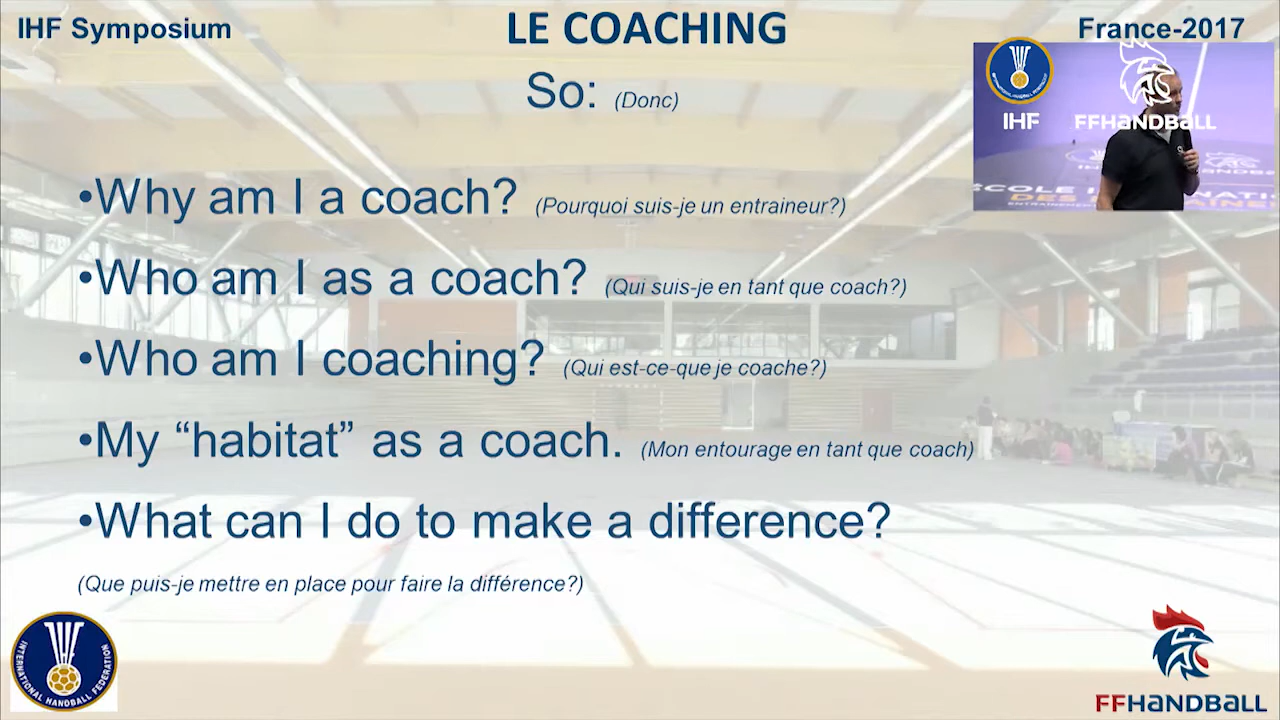 IHF Symposium
LE COACHING
France-2017
So: (Donc)
IHF
FFHANDBALL
•Why am I a coach? (Pourquoi suis-je un entraineur?)
•Who am I as a coach? (Qui suis-je en tant que coach?)
•Who am I coaching? (Qui est-ce-que je coache?)
•My “habitat” as a coach. (Mon entourage en tant que coach)
•What can I do to make a difference?
(Que puis-je mettre en place pour faire la différence?)
INTERNATIONAL HANDBALL FEDERATION
FFHANDBALL